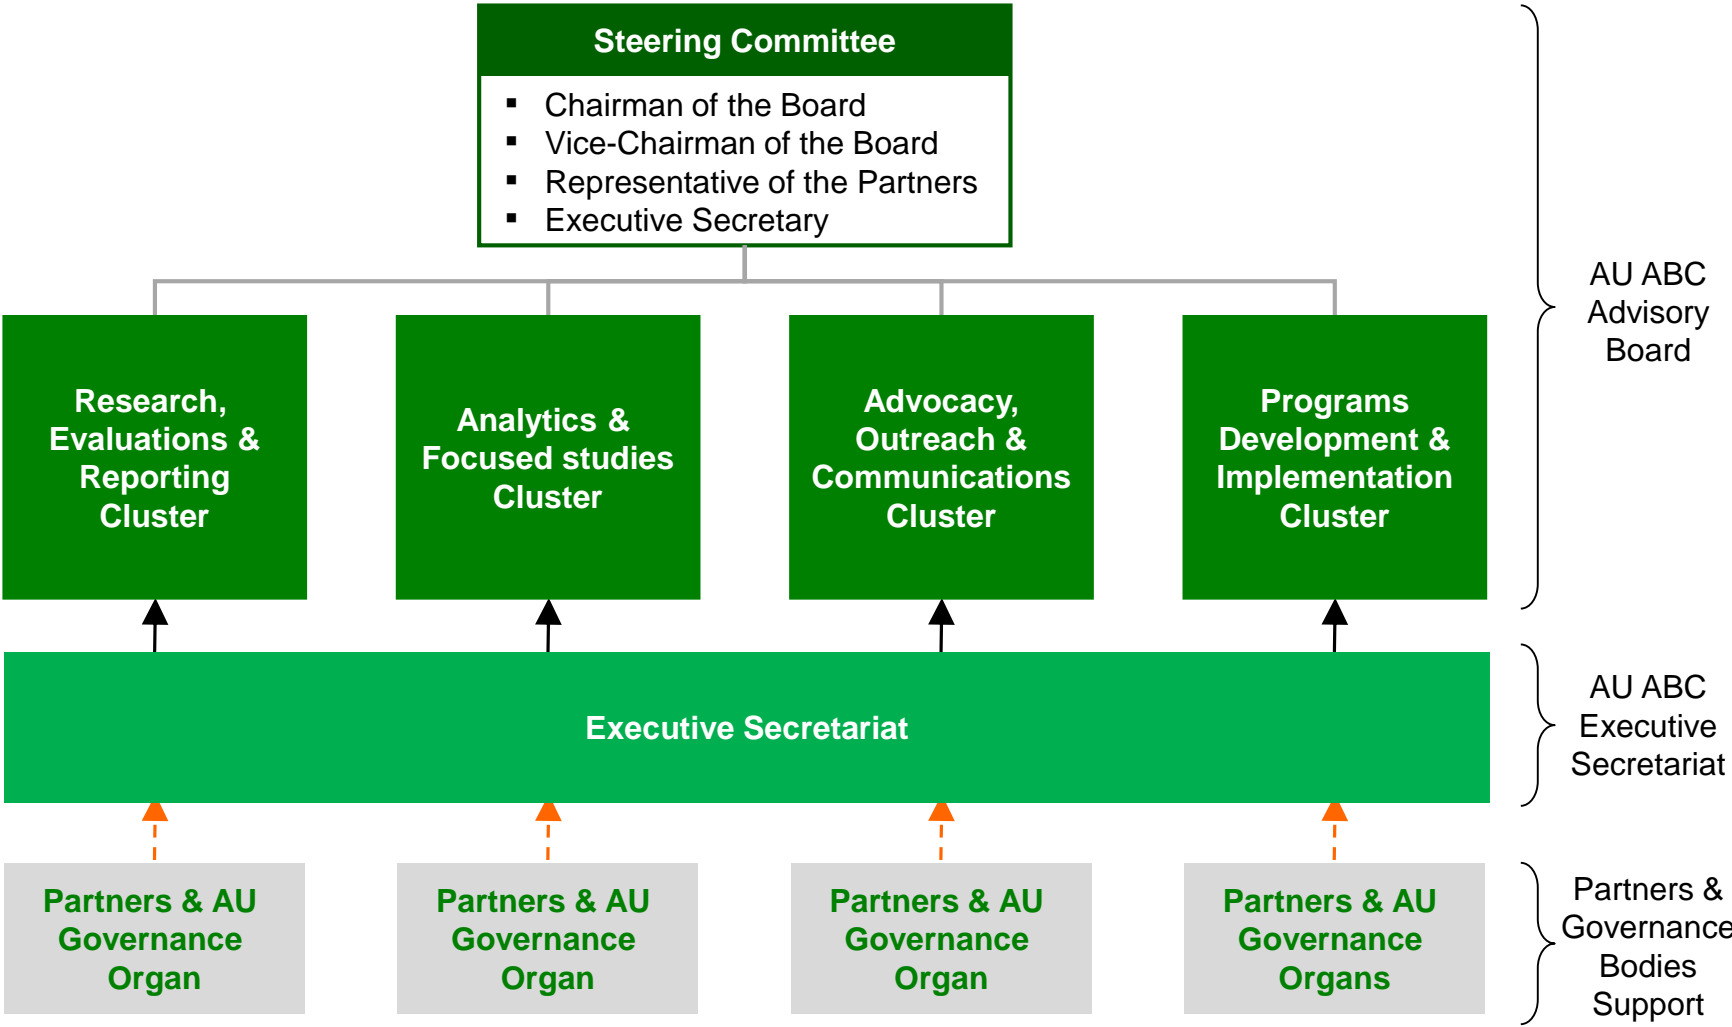 Steering Committee
▪ Chairman of the Board
▪ Vice-Chairman of the Board
▪ Representative of the Partners
▪ Executive Secretary
AU ABC
Advisory
Board
Research,
Evaluations &
Reporting
Cluster
Analytics &
Focused studies
Cluster
Advocacy,
Outreach &
Communications
Cluster
Programs
Development &
Implementation
Cluster
Executive Secretariat
AU ABC
Executive
Secretariat
Partners & AU
Governance
Organ
Partners & AU
Governance
Organ
Partners & AU
Governance
Organ
Partners & AU
Governance
Organs
Partners &
Governance
Bodies
Support